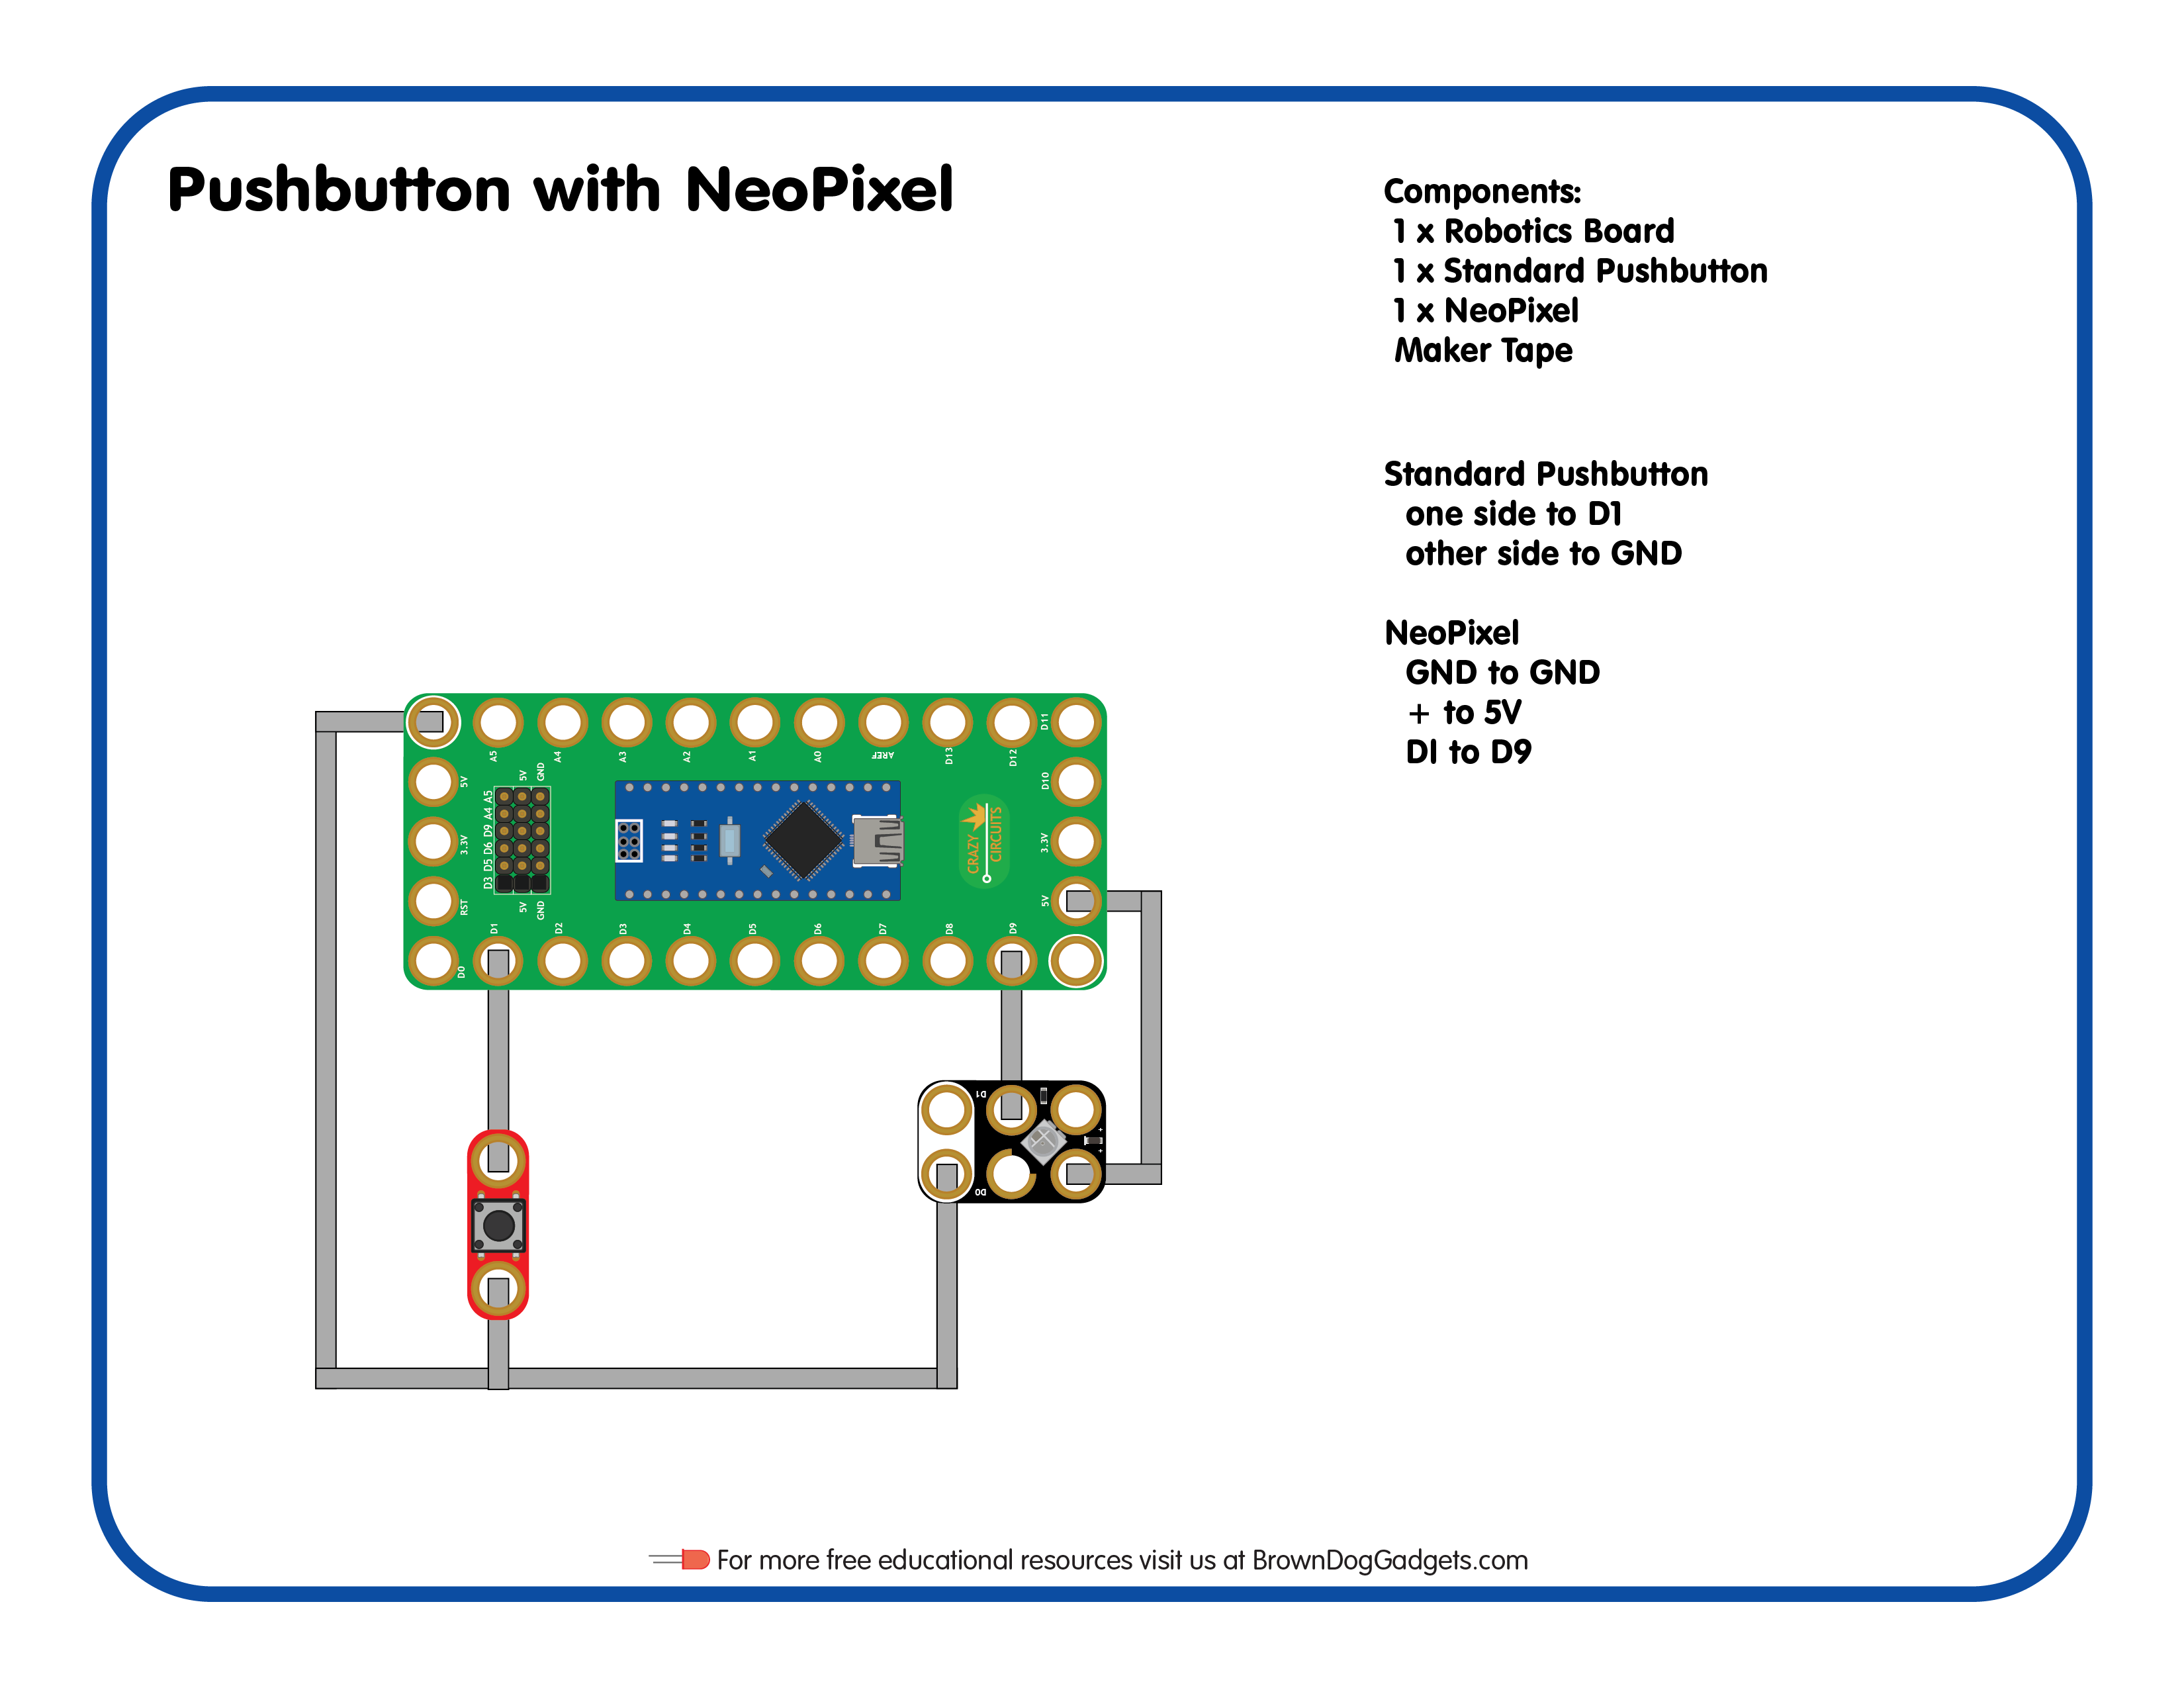 Pushbutton with NeoPixel
Components:
1 x Robotics Board
1 x Standard Pushbutton
1 x NeoPixel
Maker Tape
Standard Pushbutton
one side to D1
other side to GND
NeoPixel
GND to GND
+ to 5V
DI to D9
A5
A4
A3
A2
A1
A0
AREF
D13
D12
D11
5V
5V
GND
D10
A5
A4
D9
D6
D5
D3
3.3V
3.3V
CRAZY
CIRCUITS
RST
5V
GND
5V
D0
D1
D2
D3
D4
D5
D6
D7
D8
D9
D1
+
+
D0
For more free educational resources visit us at BrownDogGadgets.com